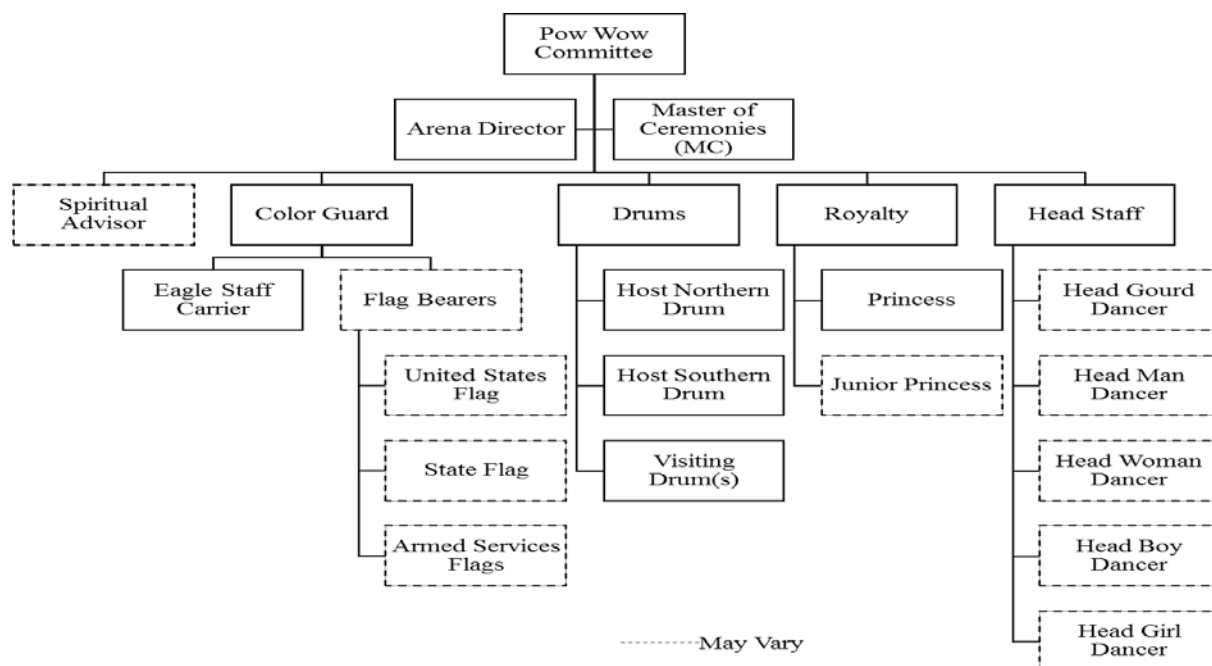 Pow Wow
Committee
Arena Director
Master of
Ceremonies
(MC)
Spiritual
Advisor
Color Guard
Drums
Royalty
Head Staff
Eagle Staff
Carrier
Flag Bearers
United States
Flag
State Flag
Armed Services
Flags
Host Northern
Drum
Host Southern
Drum
Visiting
Drum(s)
Princess
Junior Princess
Head Gourd
Dancer
Head Man
Dancer
Head Woman
Dancer
Head Boy
Dancer
Head Girl
Dancer
May Vary